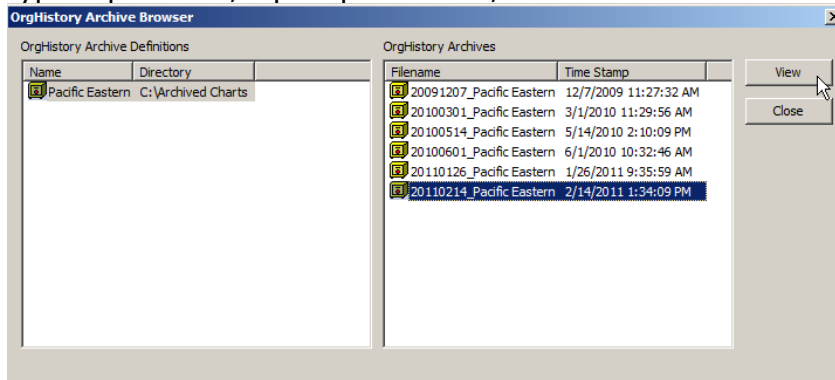 OrgHistory Archive Browser
OrgHistory Archive Definitions
Name Directory
Pacific Eastern C:\Archived Charts
OrgHistory Archives
Filename Time Stamp
20091207_Pacific Eastern 12/7/2009 11:27:32 AM
20100301_Pacific Eastern 3/1/2010 11:29:56 AM
20100514_Pacific Eastern 5/14/2010 2:10:09 PM
20100601_Pacific Eastern 6/1/2010 10:32:46 AM
20110126_Pacific Eastern 1/26/2011 9:35:59 AM
20110214_Pacific Eastern 2/14/2011 1:34:09 PM
View
Close